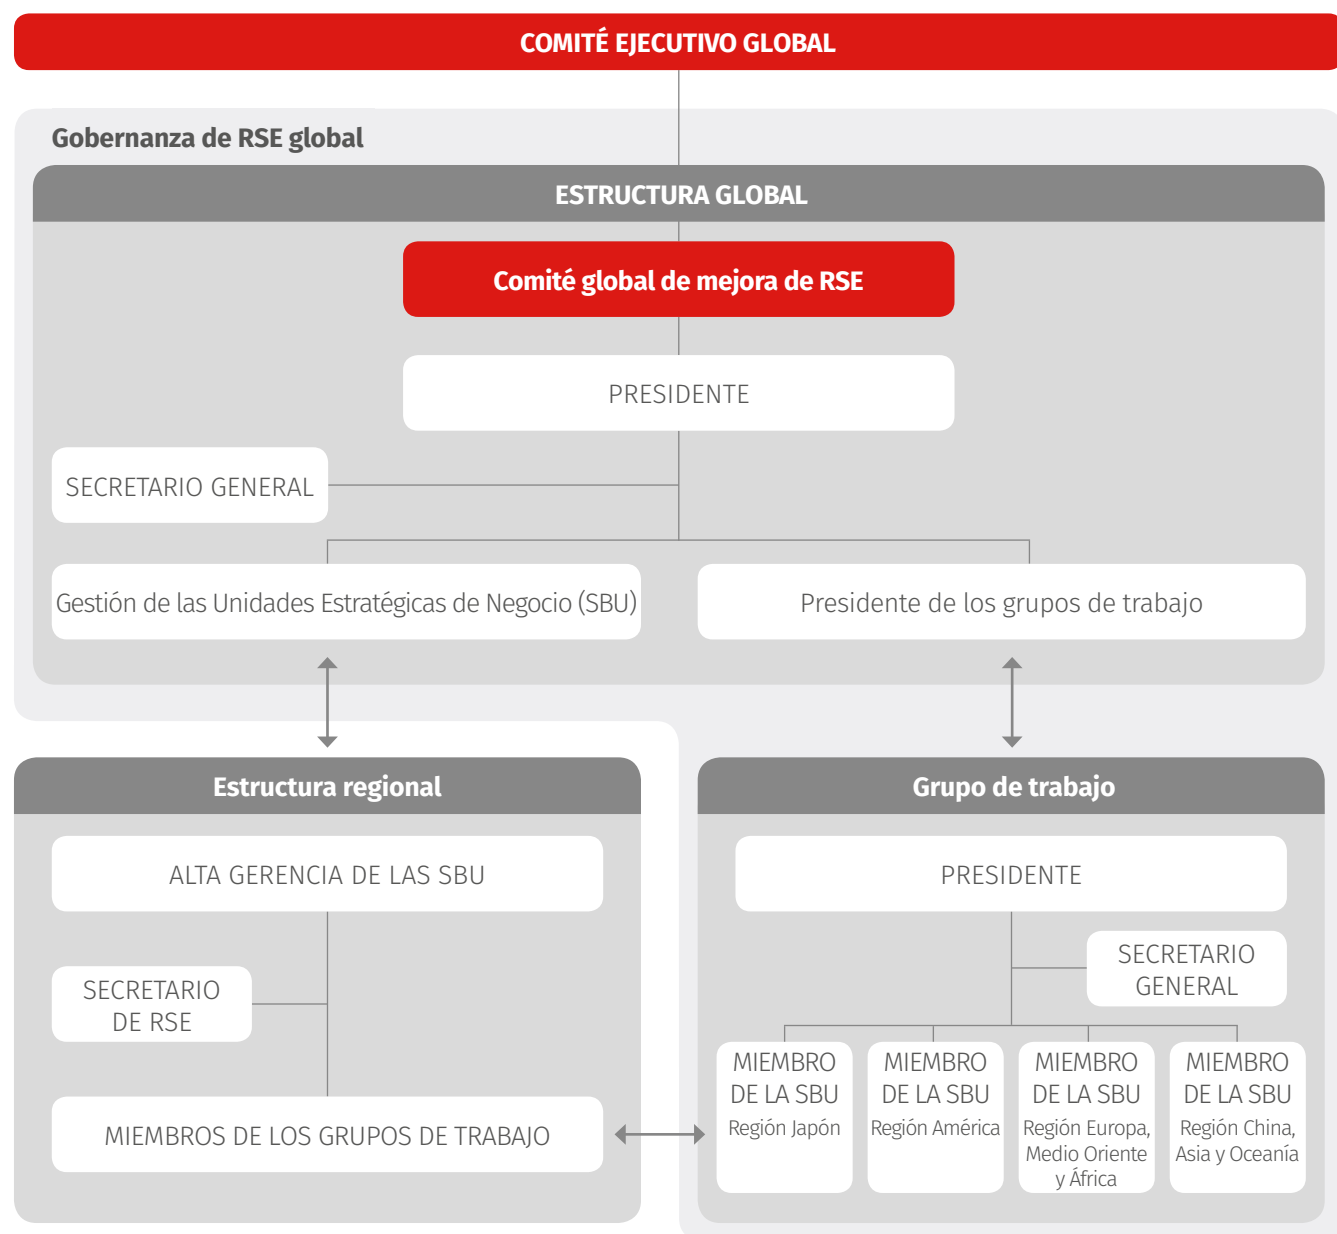 COMITÉ EJECUTIVO GLOBAL
Gobernanza de RSE global
ESTRUCTURA GLOBAL
Comité global de mejora de RSE
PRESIDENTE
SECRETARIO GENERAL
Gestión de las Unidades Estratégicas de Negocio (SBU)
Presidente de los grupos de trabajo
Estructura regional
ALTA GERENCIA DE LAS SBU
SECRETARIO
DE RSE
MIEMBROS DE LOS GRUPOS DE TRABAJO
Grupo de trabajo
PRESIDENTE
SECRETARIO
GENERAL
MIEMBRO
DE LA SBU
Región Japón
MIEMBRO
DE LA SBU
Región América
MIEMBRO
DE LA SBU
Región Europa,
Medio Oriente
y África
MIEMBRO
DE LA SBU
Región China,
Asia y Oceanía